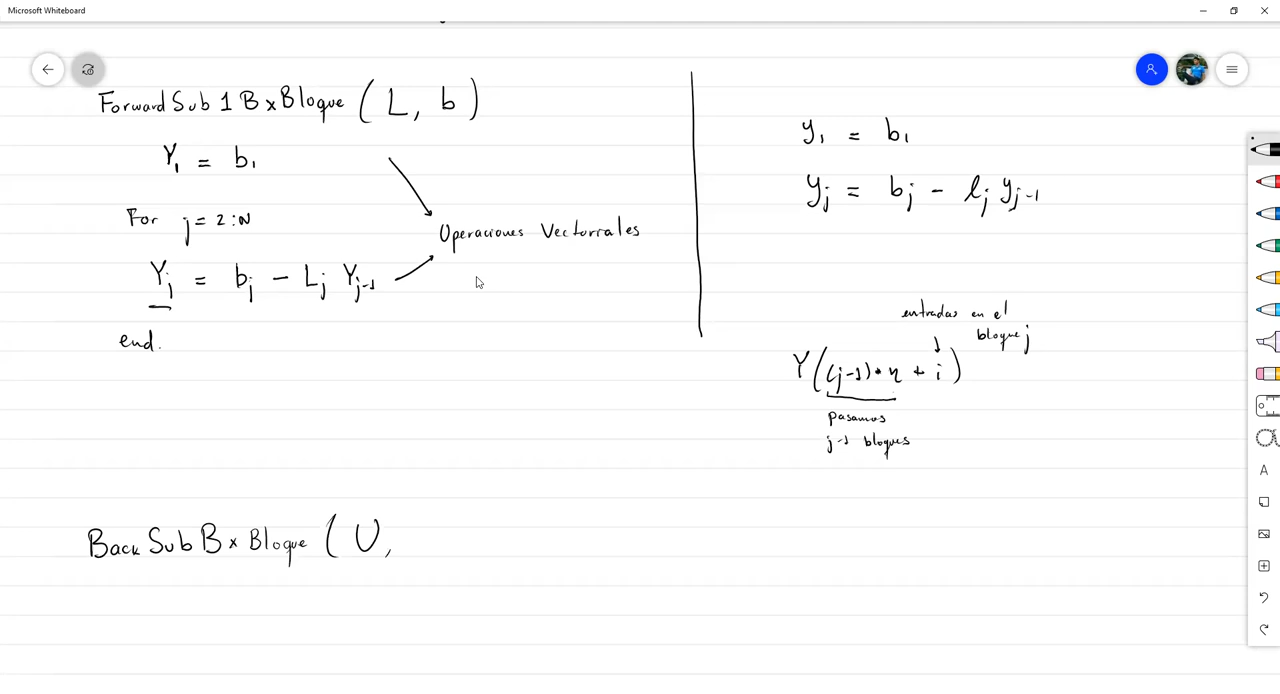 Microsoft Whiteboard
ForwardSub1BxBloque (L, b)
Y₁ = b₁
For j = 2:N
Yⱼ = bⱼ - Lⱼ Yⱼ₋₁
end.
Operaciones Vectorriales
y₁ = b₁
yⱼ = bⱼ - ℓⱼ yⱼ₋₁
entradas en el
bloque j
Y((j-1)*n + i)
pasamos
j-1 bloques
BackSubBxBloque (U,
A